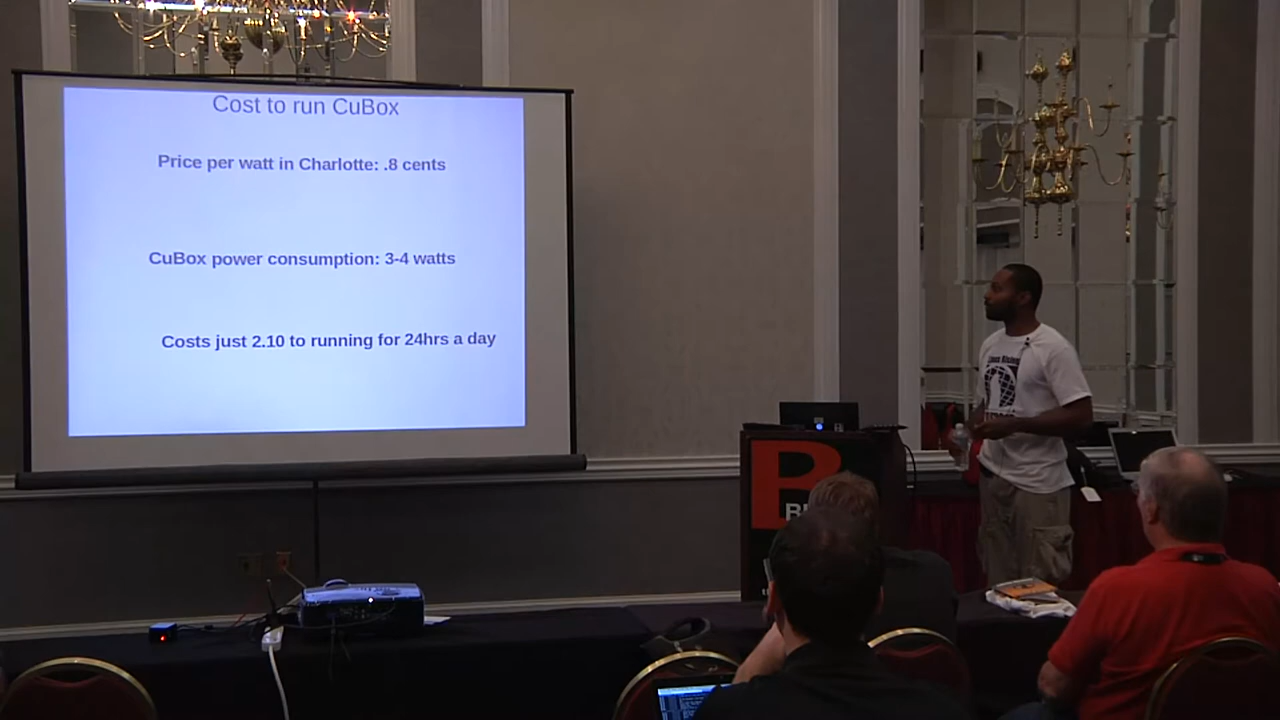 Cost to run CuBox
Price per watt in Charlotte: .8 cents
CuBox power consumption: 3-4 watts
Costs just 2.10 to running for 24hrs a day